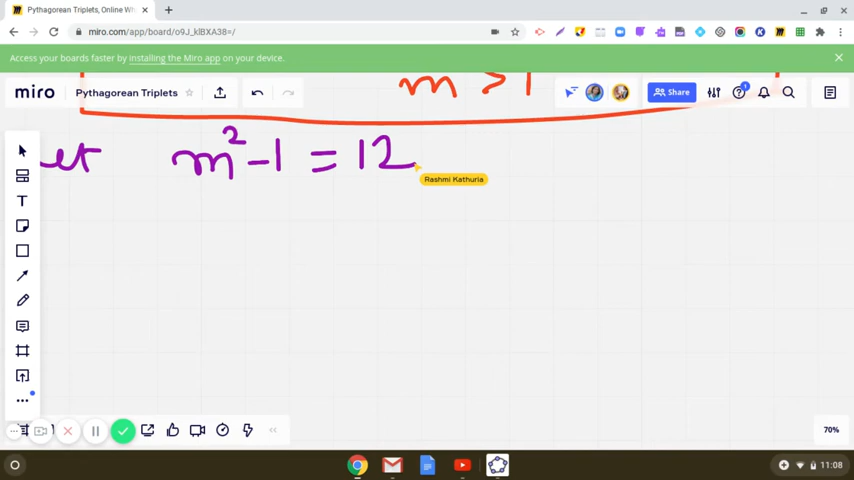 Pythagorean Triplets, Online Wh
miro.com/app/board/o9J_klBXA38=/
Access your boards faster by installing the Miro app on your device.
m > 1
miro
Pythagorean Triplets
Share
m² - 1 = 12
Rashmi Kathuria
T
70%
11:08